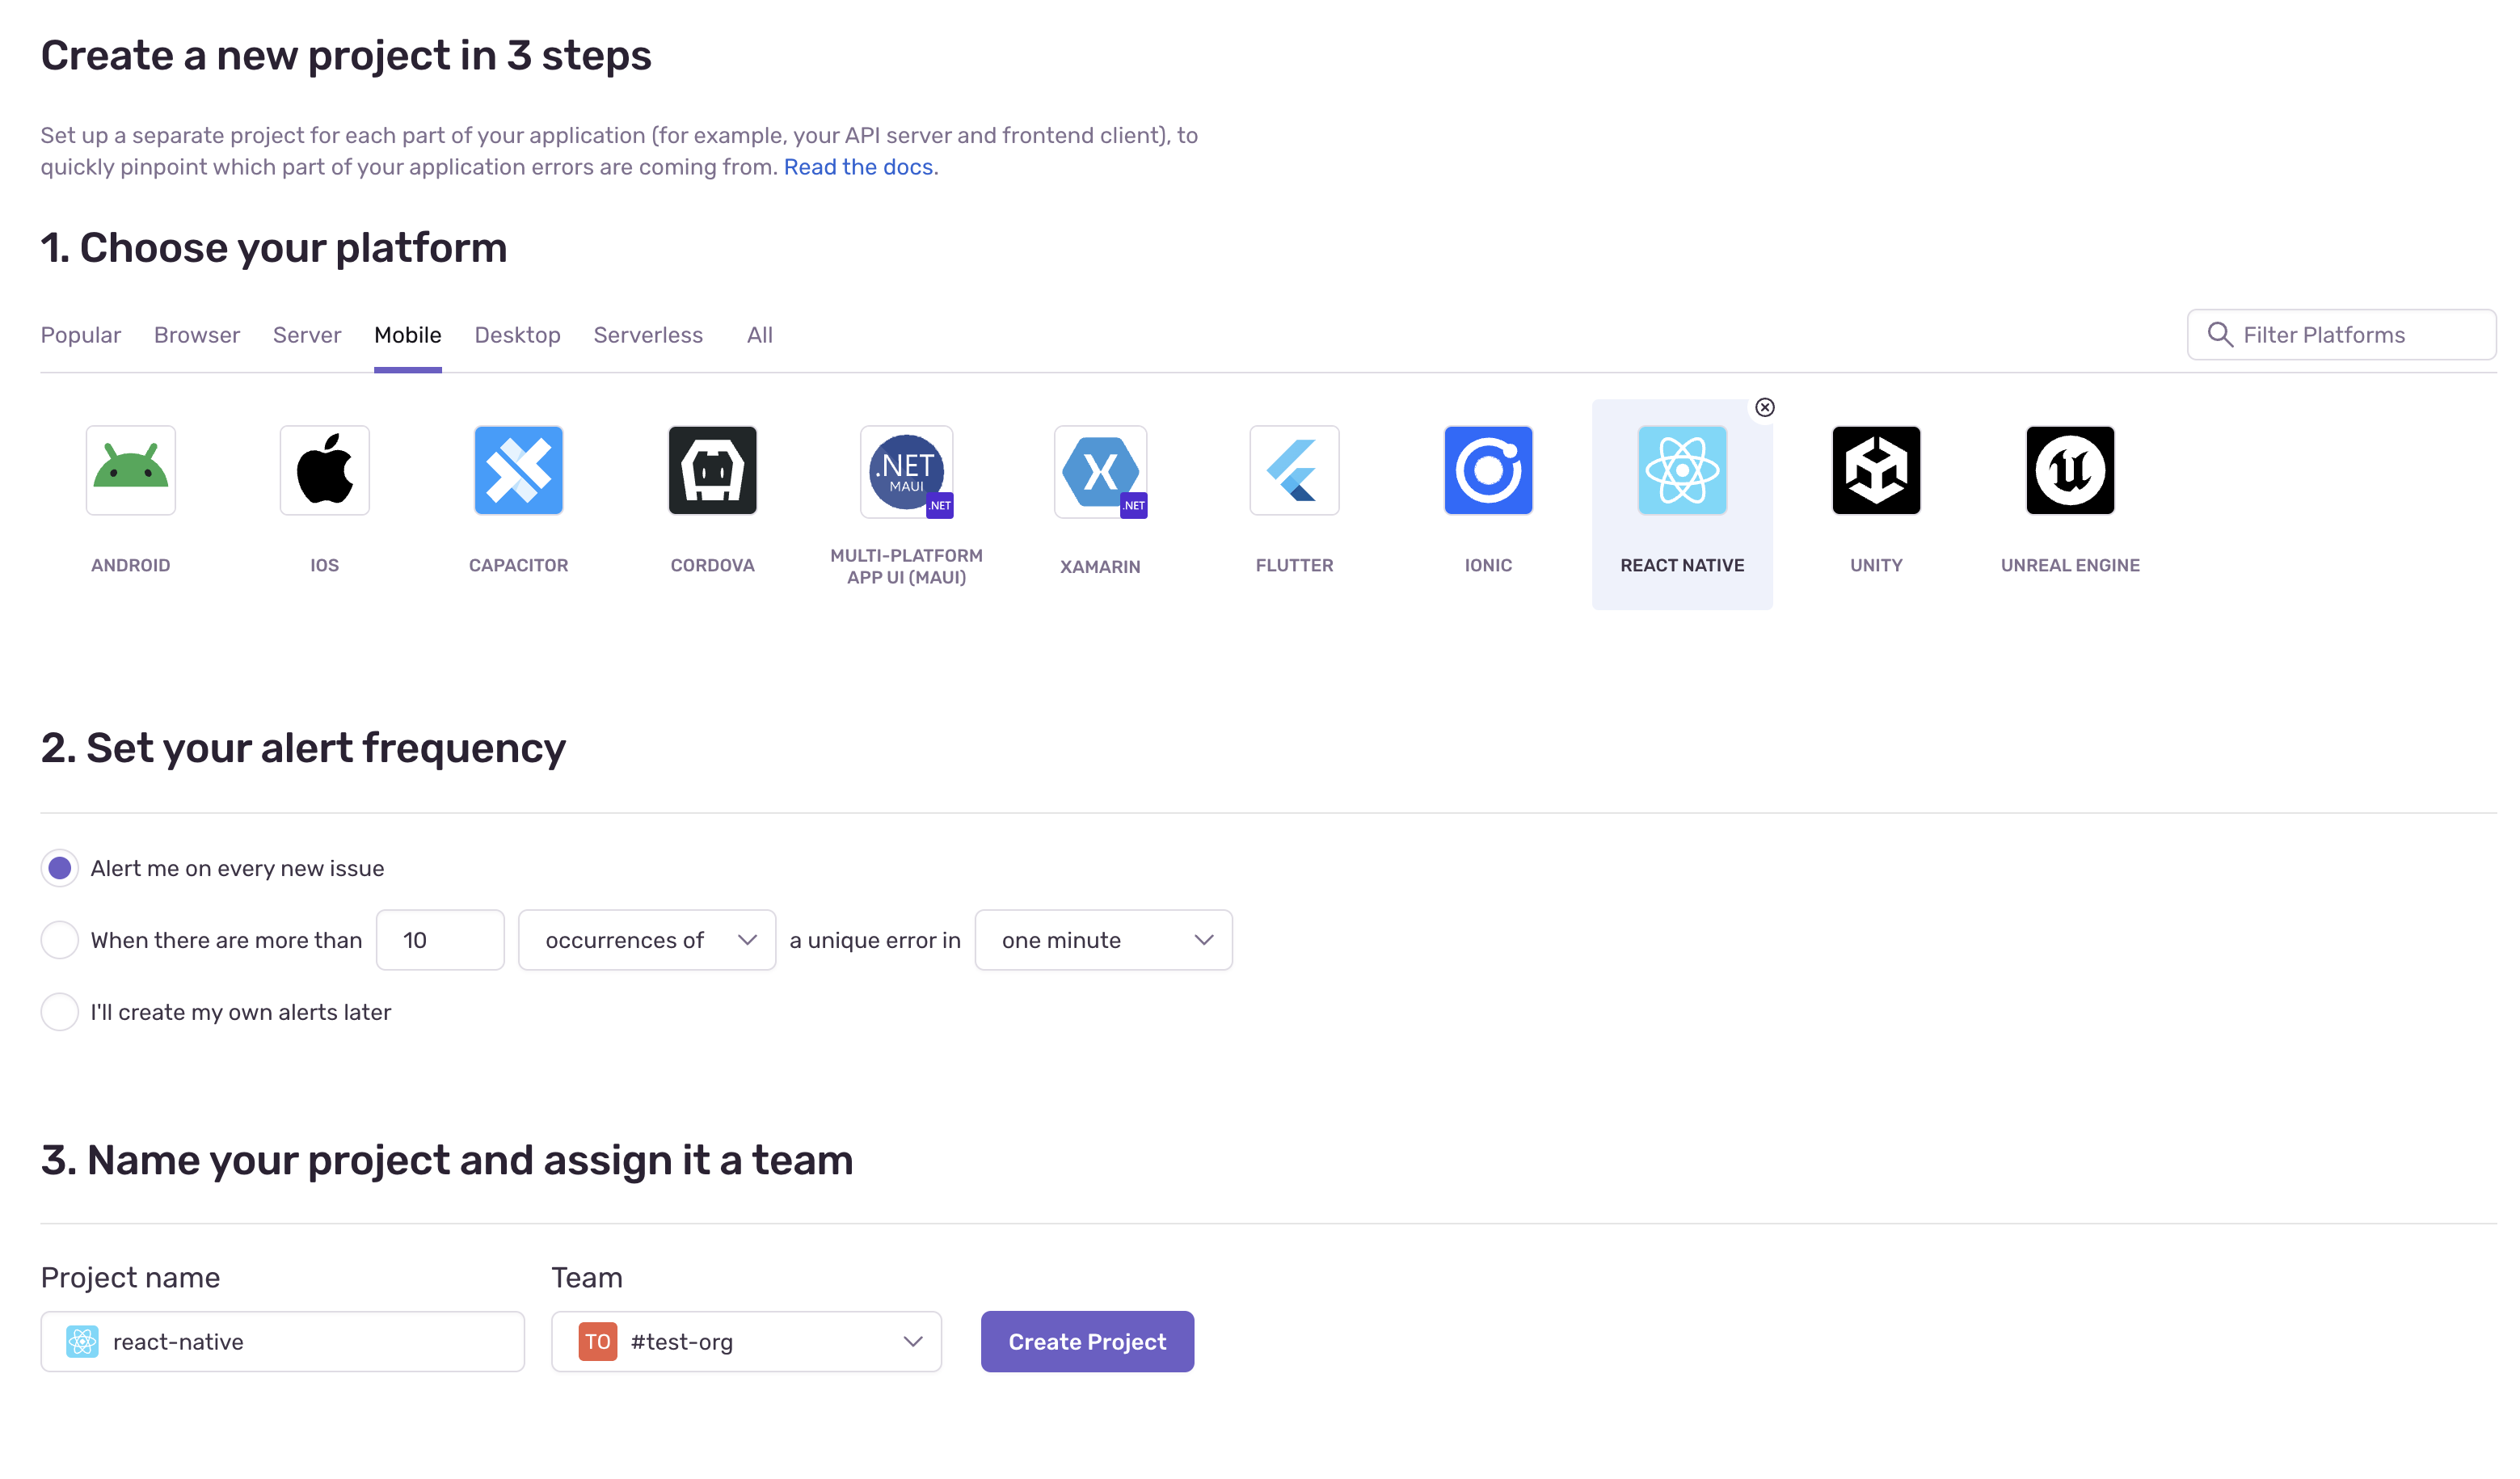 Create a new project in 3 steps
Set up a separate project for each part of your application (for example, your API server and frontend client), to
quickly pinpoint which part of your application errors are coming from. Read the docs.
1. Choose your platform
Popular Browser Server Mobile Desktop Serverless All
Filter Platforms
.NET
MAUI
.NET
.NET
ANDROID
IOS
CAPACITOR
CORDOVA
MULTI-PLATFORM
APP UI (MAUI)
XAMARIN
FLUTTER
IONIC
REACT NATIVE
UNITY
UNREAL ENGINE
2. Set your alert frequency
Alert me on every new issue
When there are more than 10 occurrences of a unique error in one minute
I'll create my own alerts later
3. Name your project and assign it a team
Project name
Team
react-native
TO #test-org
Create Project